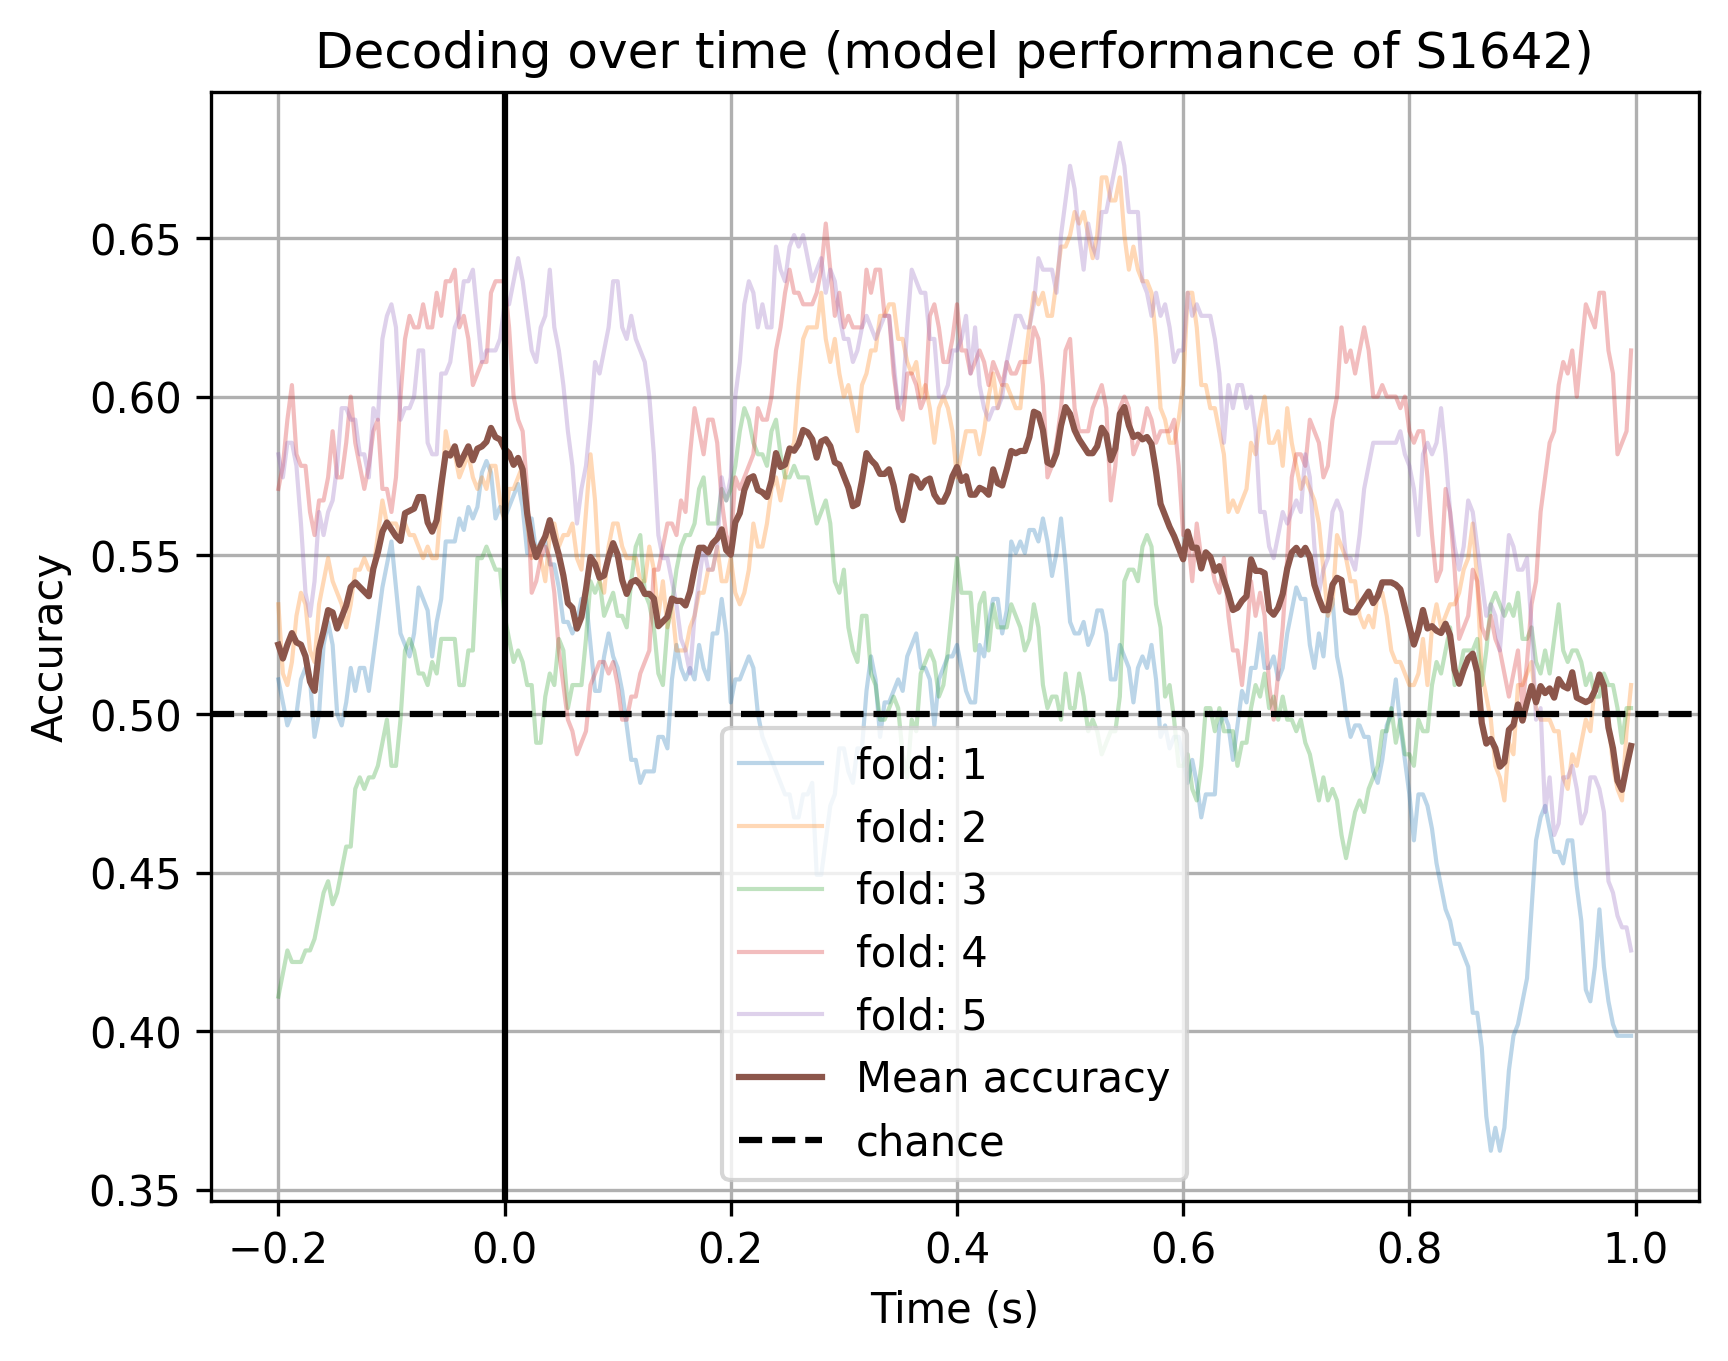 Decoding over time (model performance of S1642)
Accuracy
0.65
0.60
0.55
0.50
0.45
0.40
0.35
fold: 1
fold: 2
fold: 3
fold: 4
fold: 5
Mean accuracy
chance
−0.2 0.0 0.2 0.4 0.6 0.8 1.0
Time (s)